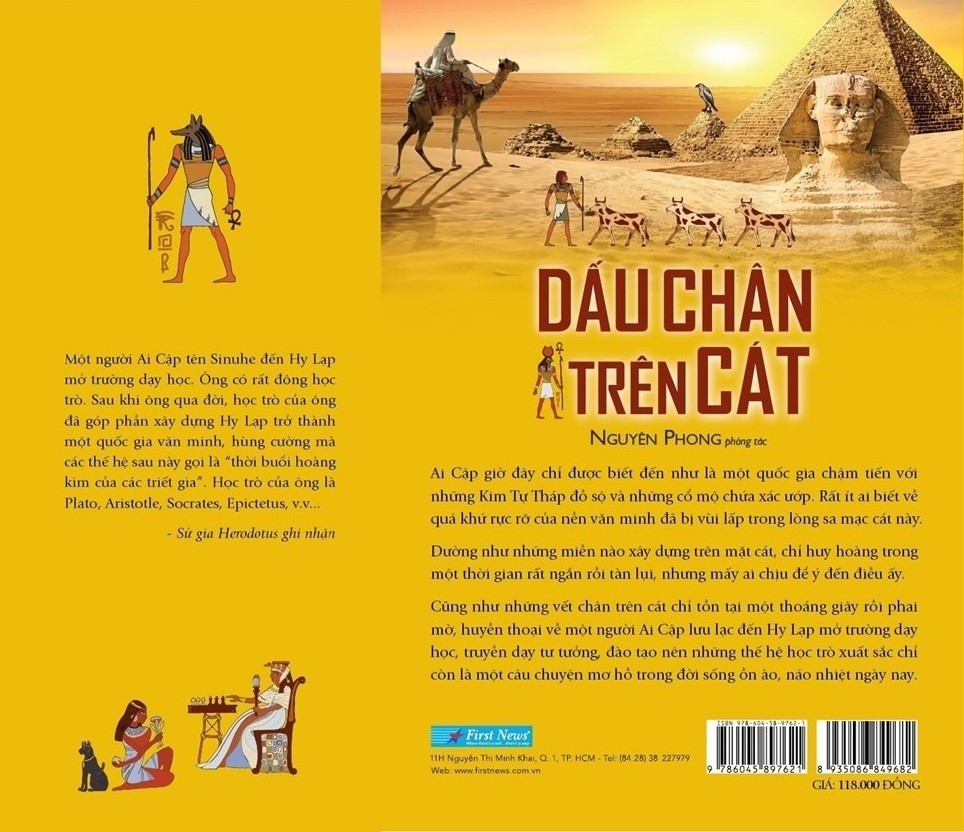 Một người Ai Cập tên Sinuhe đến Hy Lạp
mở trường dạy học. Ông có rất đông học
trò. Sau khi ông qua đời, học trò của ông
đã góp phần xây dựng Hy Lạp trở thành
một quốc gia văn minh, hùng cường mà
các thế hệ sau này gọi là “thời buổi hoàng
kim của các triết gia”. Học trò của ông là
Plato, Aristotle, Socrates, Epictetus, v.v...
- Sử gia Herodotus ghi nhận
DẤU CHÂN
TRÊN CÁT
NGUYÊN PHONG phóng tác
Ai Cập giờ đây chỉ được biết đến như là một quốc gia chậm tiến với
những Kim Tự Tháp đồ sộ và những cổ mộ chứa xác ướp. Rất ít ai biết về
quá khứ rực rỡ của nền văn minh đã bị vùi lấp trong lòng sa mạc cát này.
Dường như những miền nào xây dựng trên mặt cát, chỉ huy hoàng trong
một thời gian rất ngắn rồi tàn lụi, nhưng mấy ai chịu để ý đến điều ấy.
Cũng như những vết chân trên cát chỉ tồn tại một thoáng giây rồi phai
mờ, huyền thoại về một người Ai Cập lưu lạc đến Hy Lạp mở trường dạy
học, truyền dạy tư tưởng, đào tạo nên những thế hệ học trò xuất sắc chỉ
còn là một câu chuyện mơ hồ trong đời sống ồn ào, náo nhiệt ngày nay.
First News®
11H Nguyễn Thị Minh Khai, Q. 1, TP. HCM - Tel: (84.28) 38 227979
Web: www.firstnews.com.vn
ISBN 978-604-58-9762-1
9 786045 897621
8 935086 849682
GIÁ: 118.000 ĐỒNG